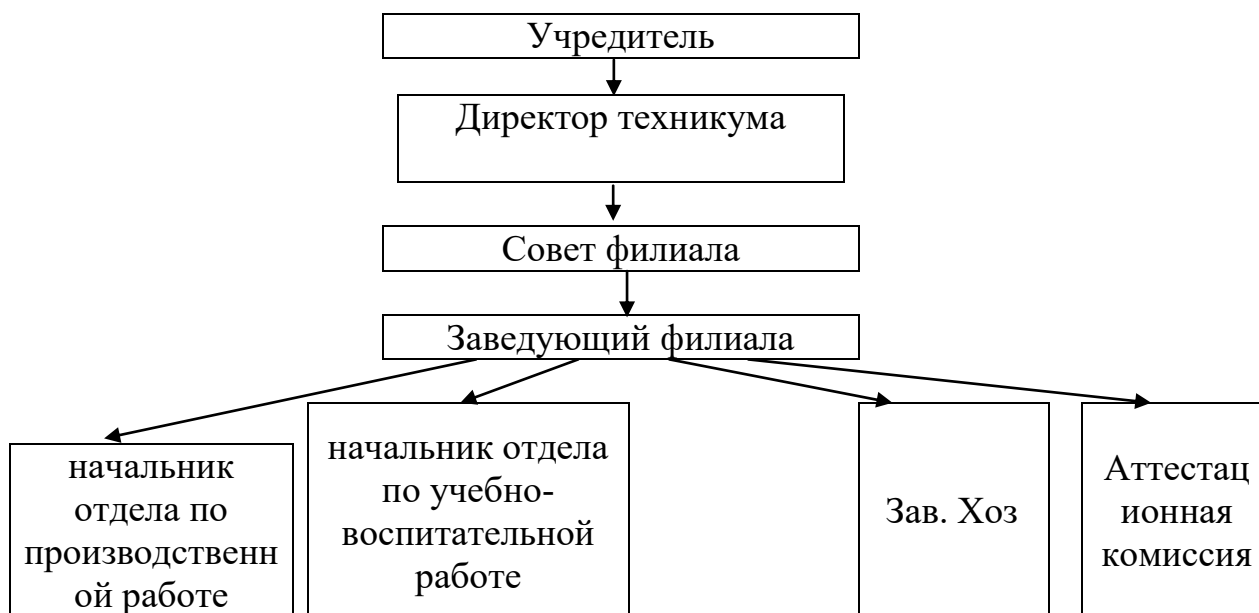 Учредитель
Директор техникума
Совет филиала
Заведующий филиала
начальник
отдела по
производственн
ой работе
начальник отдела
по учебно-
воспитательной
работе
Зав. Хоз
Аттестац
ионная
комиссия